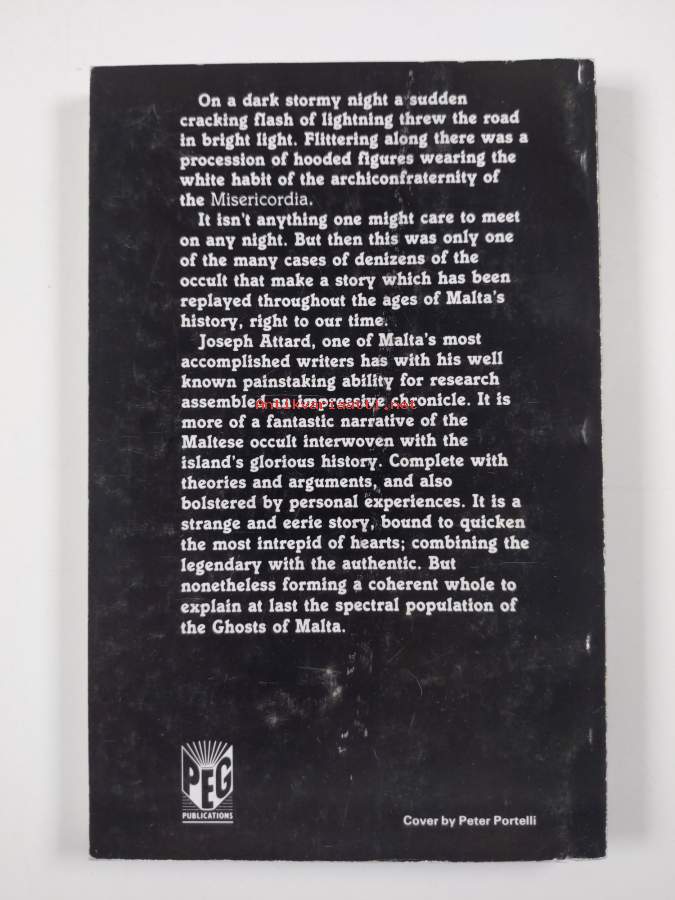 On a dark stormy night a sudden
cracking flash of lightning threw the road
in bright light. Flittering along there was a
procession of hooded figures wearing the
white habit of the archiconfraternity of
the Misericordia.
It isn't anything one might care to meet
on any night. But then this was only one
of the many cases of denizens of the
occult that make a story which has been
replayed throughout the ages of Malta's
history, right to our time.
Joseph Attard, one of Malta's most
accomplished writers has with his well
known painstaking ability for research
assembled an impressive chronicle. It is
more of a fantastic narrative of the
Maltese occult interwoven with the
island's glorious history. Complete with
theories and arguments, and also
bolstered by personal experiences. It is a
strange and eerie story, bound to quicken
the most intrepid of hearts; combining the
legendary with the authentic. But
nonetheless forming a coherent whole to
explain at last the spectral population of
the Ghosts of Malta.
PEG
PUBLICATIONS
Cover by Peter Portelli